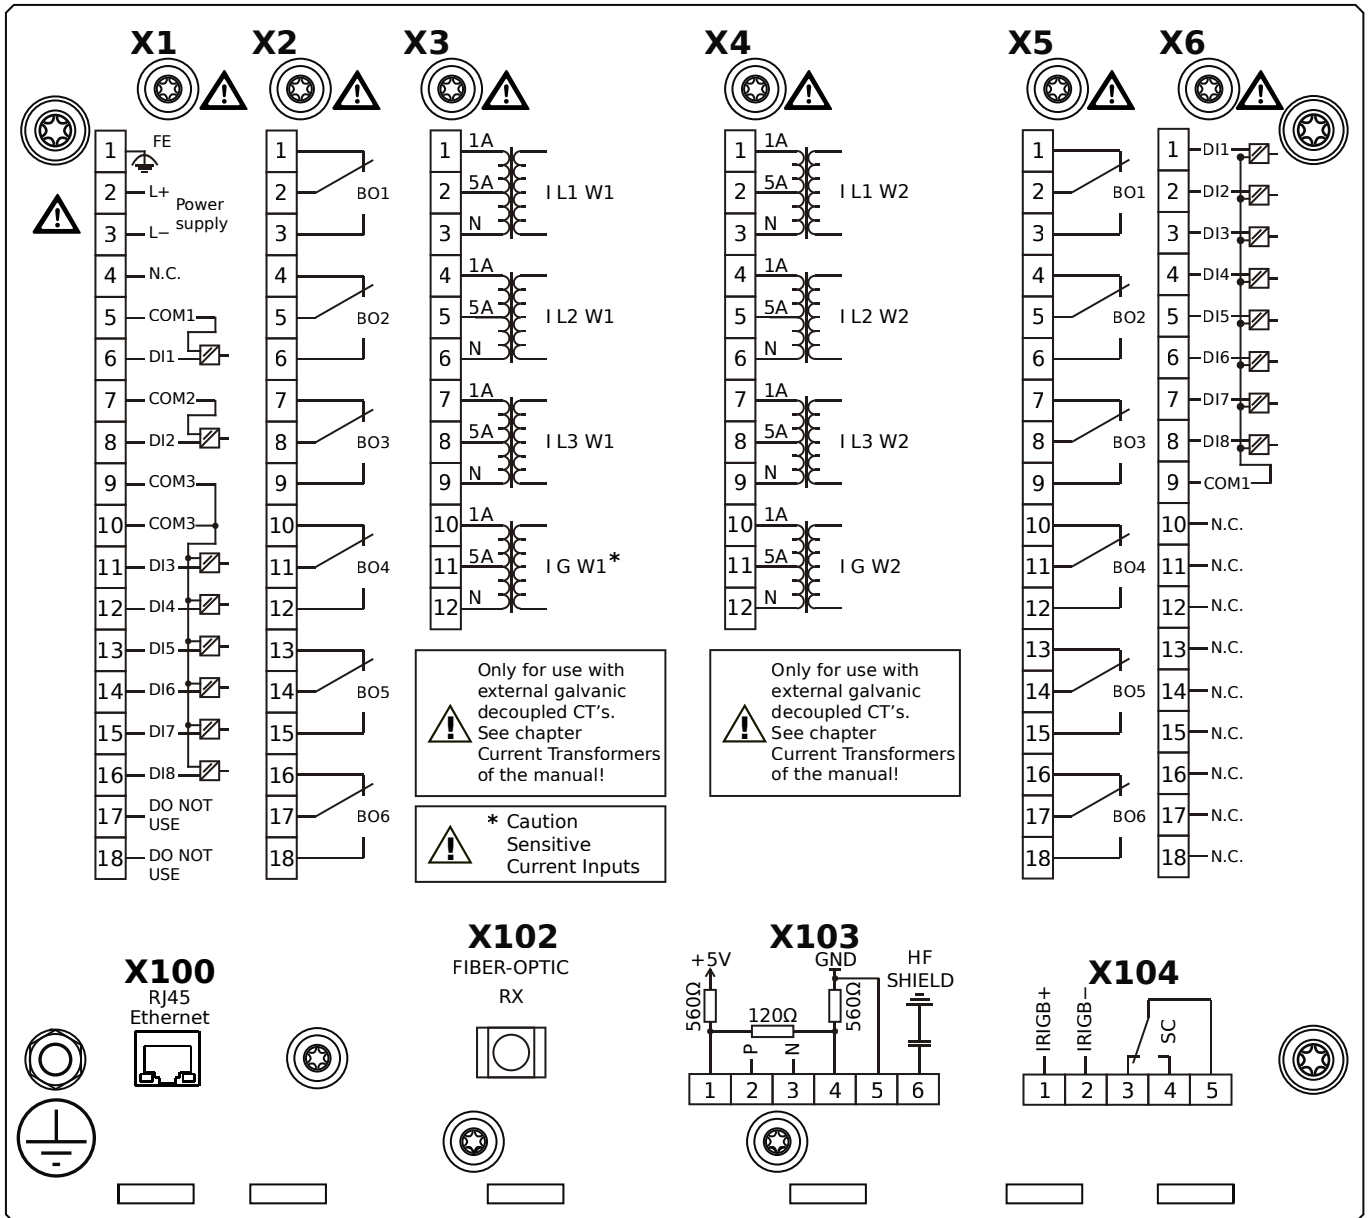 X1
X2
X3
X4
X5
X6
1
FE
2
L+
Power
supply
3
L−
4
N.C.
5
COM1
6
DI1
7
COM2
8
DI2
9
COM3
10
COM3
11
DI3
12
DI4
13
DI5
14
DI6
15
DI7
16
DI8
17
DO NOT
USE
18
DO NOT
USE
1
2
BO1
3
4
5
BO2
6
7
8
BO3
9
10
11
BO4
12
13
14
BO5
15
16
17
BO6
18
1
1A
2
5A
I L1 W1
3
N
4
1A
5
5A
I L2 W1
6
N
7
1A
8
5A
I L3 W1
9
N
10
1A
11
5A
I G W1*
12
N
Only for use with
external galvanic
decoupled CT's.
See chapter
Current Transformers
of the manual!
* Caution
Sensitive
Current Inputs
1
1A
2
5A
I L1 W2
3
N
4
1A
5
5A
I L2 W2
6
N
7
1A
8
5A
I L3 W2
9
N
10
1A
11
5A
I G W2
12
N
Only for use with
external galvanic
decoupled CT's.
See chapter
Current Transformers
of the manual!
1
2
BO1
3
4
5
BO2
6
7
8
BO3
9
10
11
BO4
12
13
14
BO5
15
16
17
BO6
18
1
DI1
2
DI2
3
DI3
4
DI4
5
DI5
6
DI6
7
DI7
8
DI8
9
COM1
10
N.C.
11
N.C.
12
N.C.
13
N.C.
14
N.C.
15
N.C.
16
N.C.
17
N.C.
18
N.C.
X100
RJ45
Ethernet
X102
FIBER-OPTIC
RX
X103
+5V
GND
HF
SHIELD
560Ω
120Ω
560Ω
P
N
1 2 3 4 5 6
X104
IRIGB+
IRIGB−
SC
1 2 3 4 5